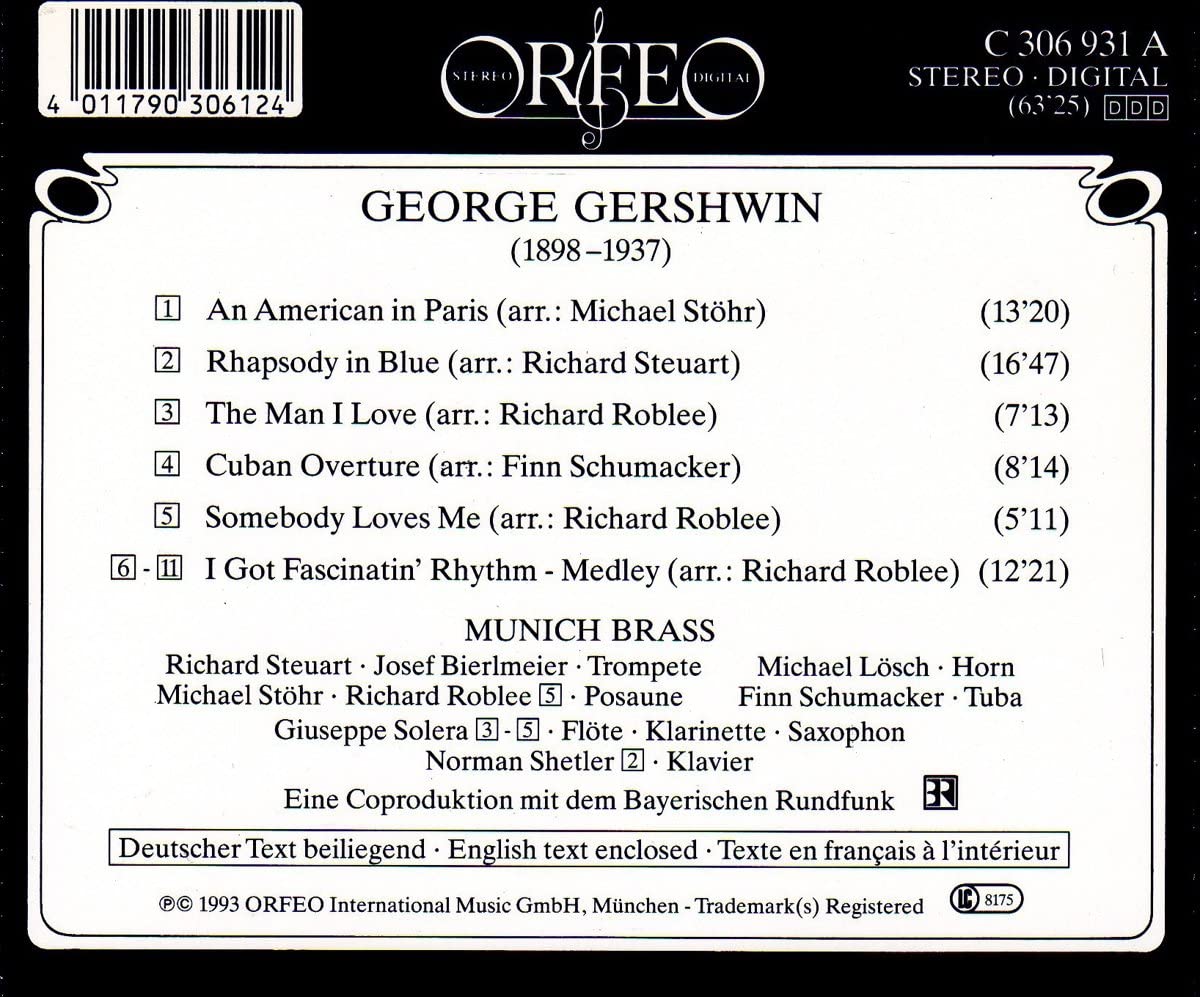 4 011790 306124
STEREO ORFEO DIGITAL
C 306 931 A
STEREO · DIGITAL
(63'25) D D D
GEORGE GERSHWIN
(1898–1937)
1 An American in Paris (arr.: Michael Stöhr) (13'20)
2 Rhapsody in Blue (arr.: Richard Steuart) (16'47)
3 The Man I Love (arr.: Richard Roblee) (7'13)
4 Cuban Overture (arr.: Finn Schumacker) (8'14)
5 Somebody Loves Me (arr.: Richard Roblee) (5'11)
6 - 11 I Got Fascinatin' Rhythm - Medley (arr.: Richard Roblee) (12'21)
MUNICH BRASS
Richard Steuart · Josef Bierlmeier · Trompete Michael Lösch · Horn
Michael Stöhr · Richard Roblee 5 · Posaune Finn Schumacker · Tuba
Giuseppe Solera 3 - 5 · Flöte · Klarinette · Saxophon
Norman Shetler 2 · Klavier
Eine Coproduktion mit dem Bayerischen Rundfunk BR
Deutscher Text beiliegend · English text enclosed · Texte en français à l'intérieur
℗© 1993 ORFEO International Music GmbH, München - Trademark(s) Registered LC 8175